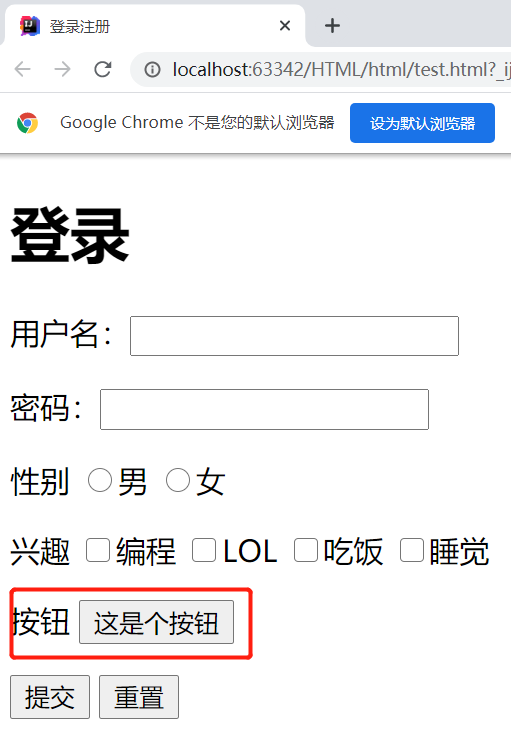 登录注册
localhost:63342/HTML/html/test.html?_ij
Google Chrome 不是您的默认浏览器 设为默认浏览器
登录
用户名：
密码：
性别 男 女
兴趣 编程 LOL 吃饭 睡觉
按钮 这是个按钮
提交 重置